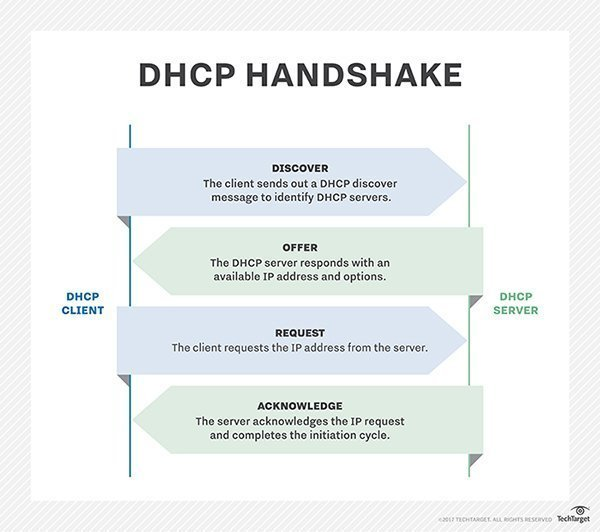 DHCP HANDSHAKE
DISCOVER
The client sends out a DHCP discover
message to identify DHCP servers.
OFFER
The DHCP server responds with an
available IP address and options.
DHCP
CLIENT
DHCP
SERVER
REQUEST
The client requests the IP address from the server.
ACKNOWLEDGE
The server acknowledges the IP request
and completes the initiation cycle.
©2017 TECHTARGET. ALL RIGHTS RESERVED TechTarget